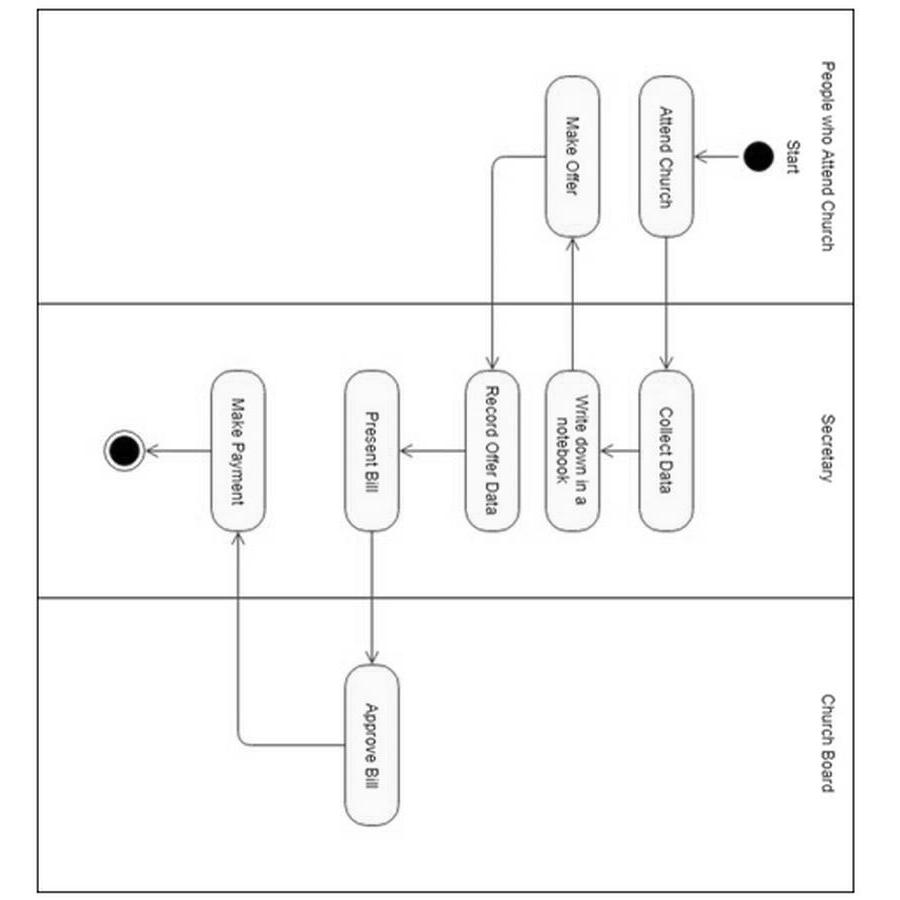 People who Attend Church
Secretary
Church Board
Start
Attend Church
Collect Data
Make Offer
Write down in a
notebook
Record Offer Data
Present Bill
Approve Bill
Make Payment